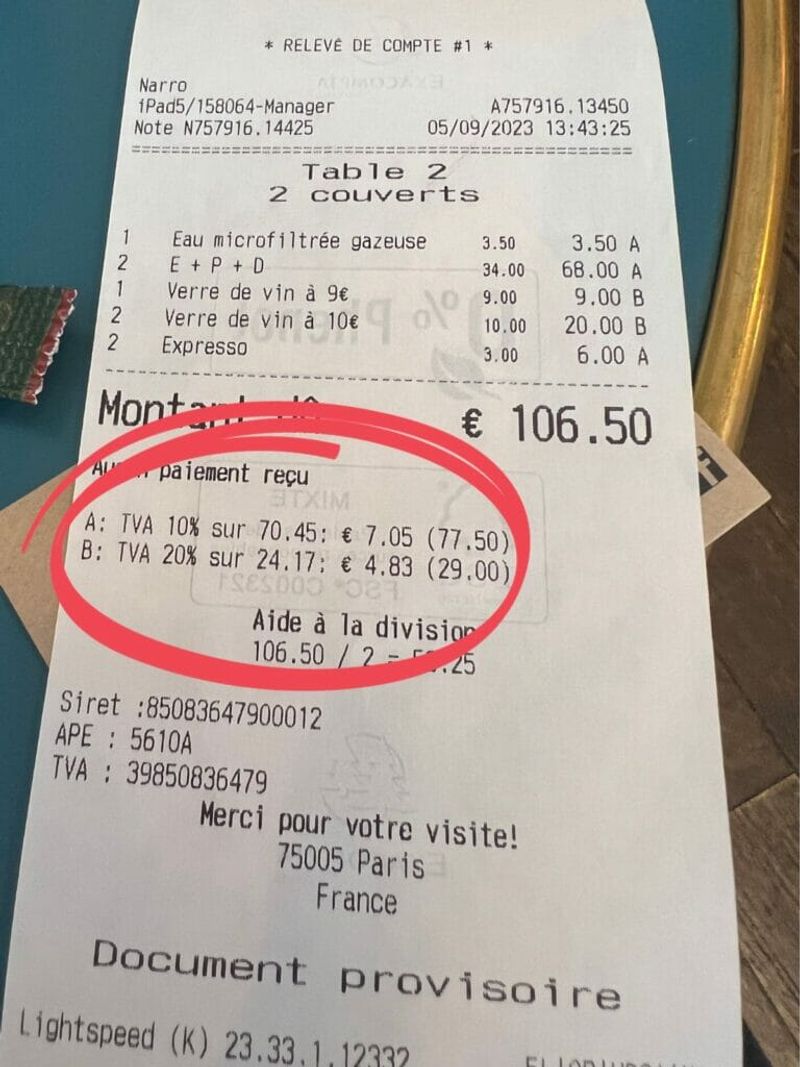 * RELEVÉ DE COMPTE #1 *
Narro
iPad5/158064-Manager A757916.13450
Note N757916.14425 05/09/2023 13:43:25
Table 2
2 couverts
1 Eau microfiltrée gazeuse 3.50 3.50 A
2 E + P + D 34.00 68.00 A
1 Verre de vin à 9€ 9.00 9.00 B
2 Verre de vin à 10€ 10.00 20.00 B
2 Expresso 3.00 6.00 A
Montant dû € 106.50
Aucun paiement reçu
A: TVA 10% sur 70.45: € 7.05 (77.50)
B: TVA 20% sur 24.17: € 4.83 (29.00)
Aide à la division
106.50 / 2 = 53.25
Siret :85083647900012
APE : 5610A
TVA : 39850836479
Merci pour votre visite!
75005 Paris
France
Document provisoire
Lightspeed (K) 23.33.1.12332